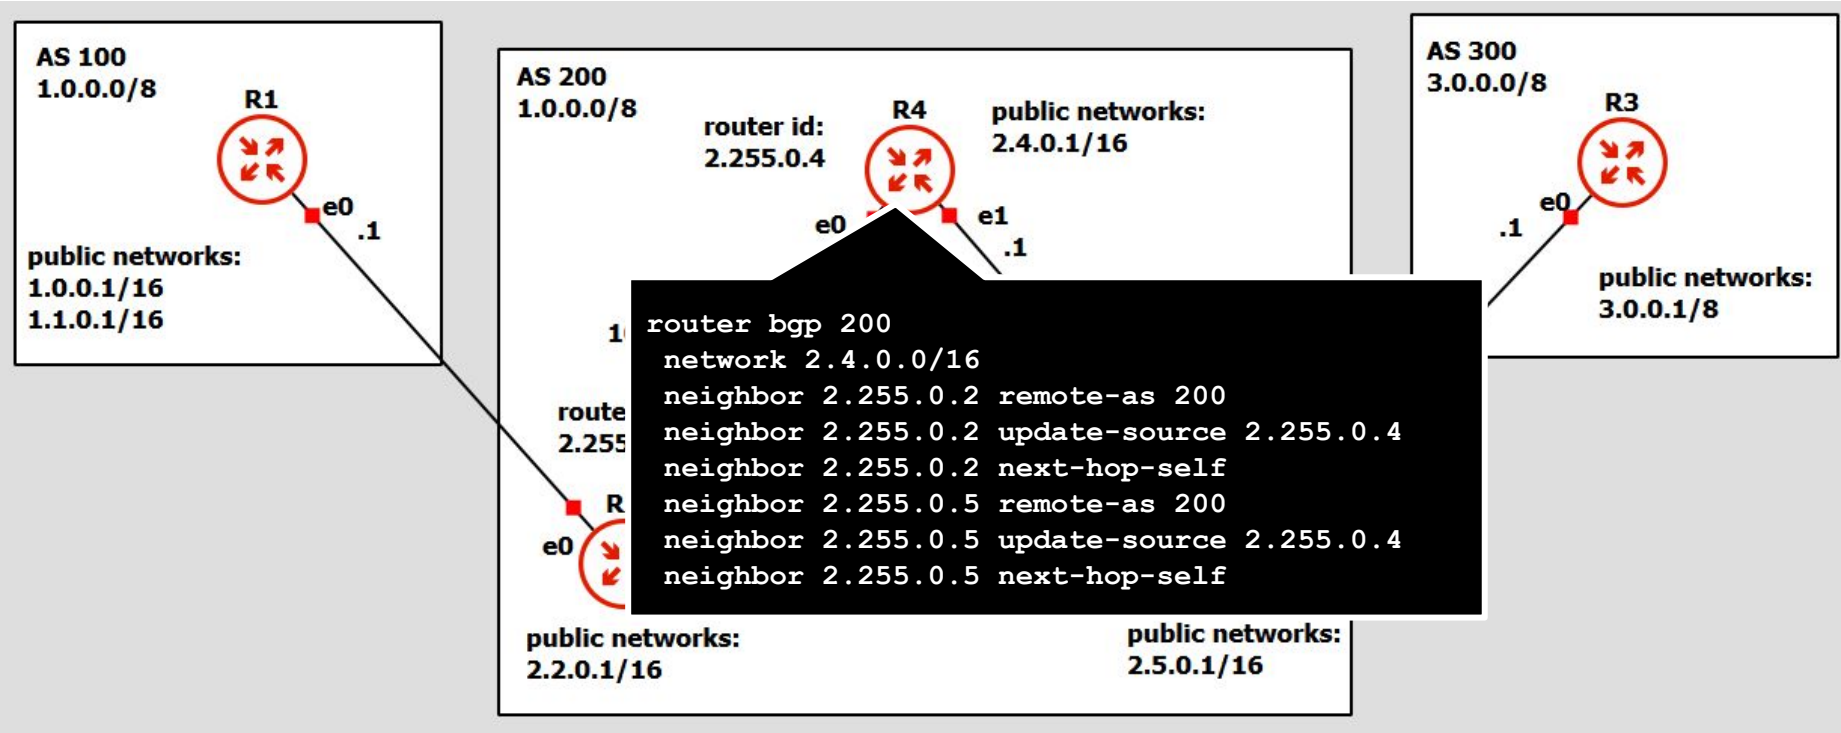 AS 100
1.0.0.0/8
R1
e0
.1
public networks:
1.0.0.1/16
1.1.0.1/16
AS 200
1.0.0.0/8
router id:
2.255.0.4
R4
public networks:
2.4.0.1/16
e0
e1
.1
AS 300
3.0.0.0/8
R3
e0
.1
public networks:
3.0.0.1/8
router bgp 200
network 2.4.0.0/16
neighbor 2.255.0.2 remote-as 200
neighbor 2.255.0.2 update-source 2.255.0.4
neighbor 2.255.0.2 next-hop-self
neighbor 2.255.0.5 remote-as 200
neighbor 2.255.0.5 update-source 2.255.0.4
neighbor 2.255.0.5 next-hop-self
route
2.255
R
e0
public networks:
2.2.0.1/16
public networks:
2.5.0.1/16